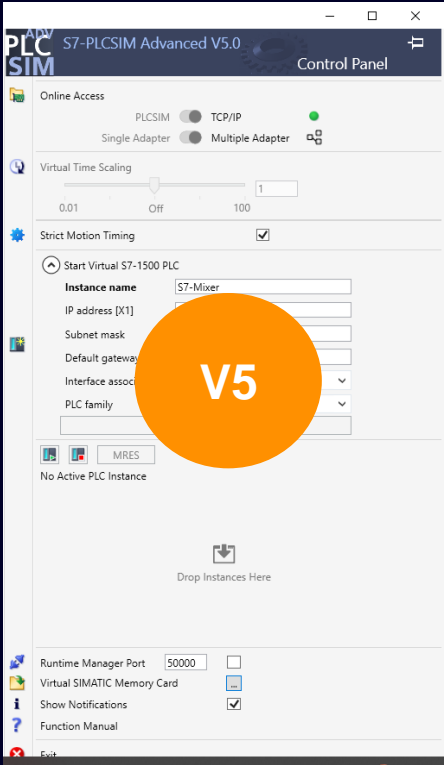 ADV
PLC
SIM
S7-PLCSIM Advanced V5.0
Control Panel
Online Access
PLCSIM TCP/IP
Single Adapter Multiple Adapter
Virtual Time Scaling
1
0.01 Off 100
Strict Motion Timing
Start Virtual S7-1500 PLC
Instance name S7-Mixer
IP address [X1]
Subnet mask
Default gateway
Interface assoc
PLC family
V5
MRES
No Active PLC Instance
Drop Instances Here
Runtime Manager Port 50000
Virtual SIMATIC Memory Card ...
Show Notifications
Function Manual
Exit